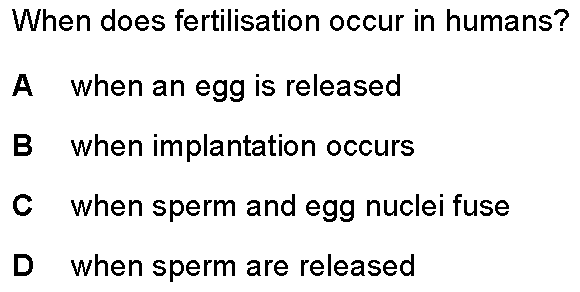 When does fertilisation occur in humans?
A when an egg is released
B when implantation occurs
C when sperm and egg nuclei fuse
D when sperm are released